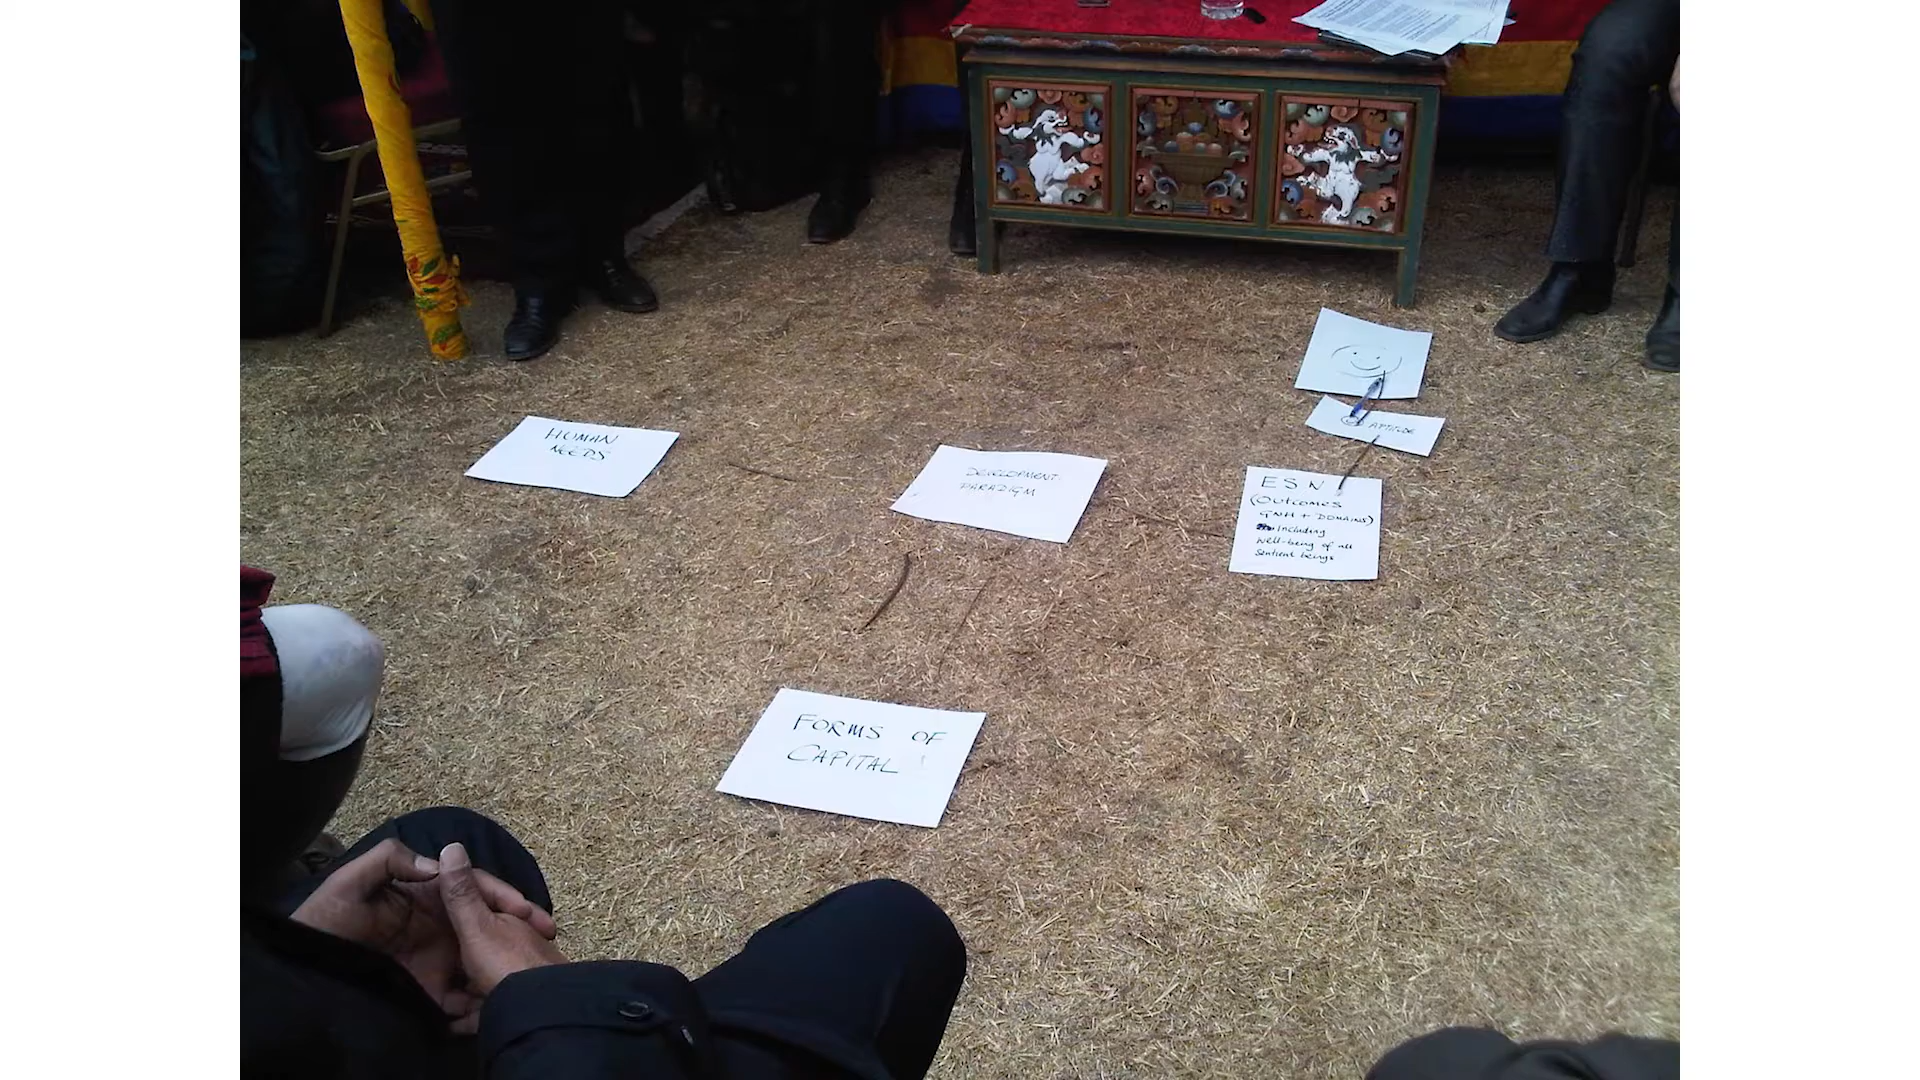 HUMAN
NEEDS
DEVELOPMENT
PARADIGM
APTITUDE
ESN
(OUTCOMES
GNH + DOMAINS)
including
well-being of all
sentient beings
FORMS OF
CAPITAL